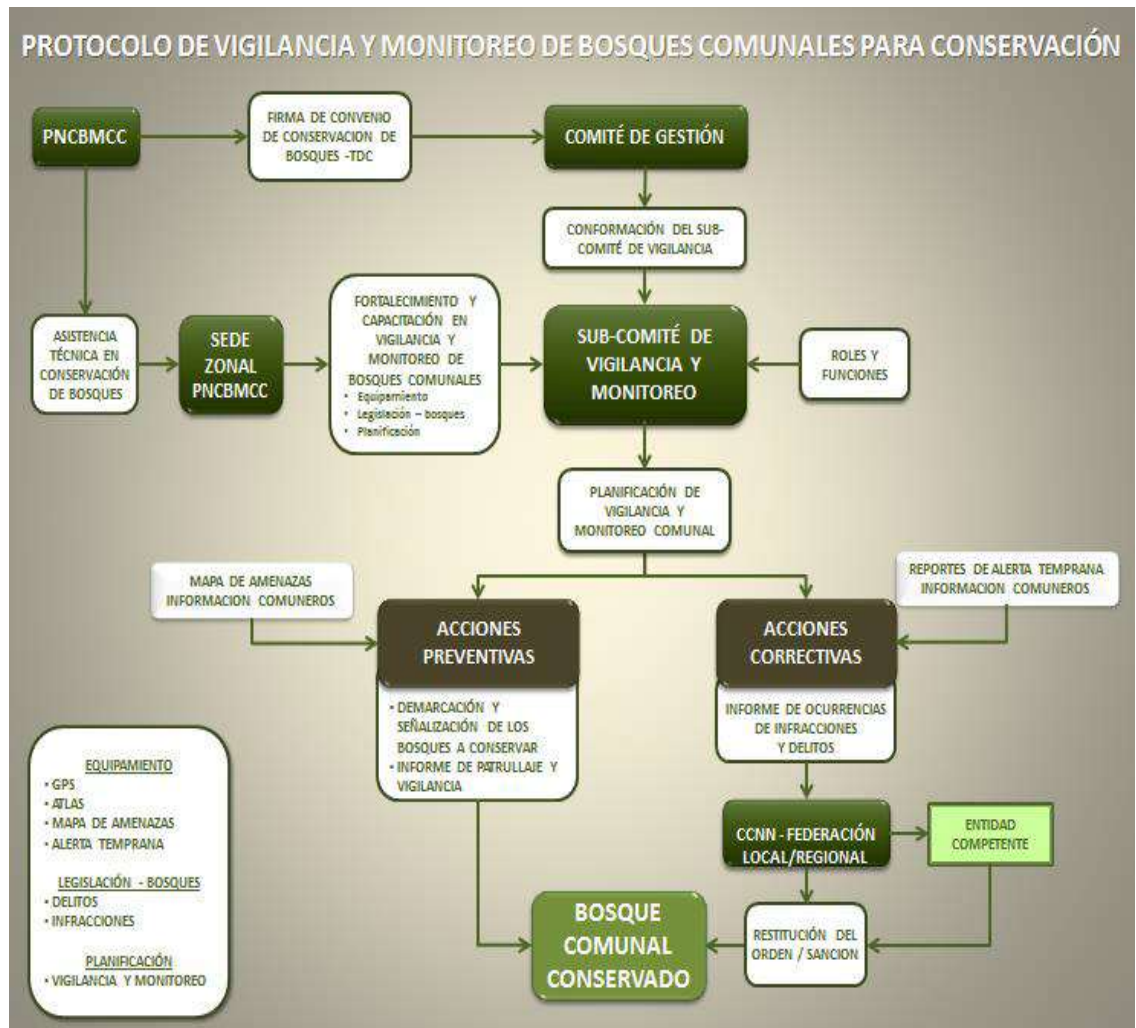 PROTOCOLO DE VIGILANCIA Y MONITOREO DE BOSQUES COMUNALES PARA CONSERVACIÓN
PNCBMCC
FIRMA DE CONVENIO
DE CONSERVACION DE
BOSQUES -TDC
COMITÉ DE GESTIÓN
CONFORMACIÓN DEL SUB-
COMITÉ DE VIGILANCIA
ASISTENCIA
TÉCNICA EN
CONSERVACIÓN
DE BOSQUES
SEDE
ZONAL
PNCBMCC
FORTALECIMIENTO Y
CAPACITACIÓN EN
VIGILANCIA Y
MONITOREO DE
BOSQUES COMUNALES
• Equipamiento
• Legislación – bosques
• Planificación
SUB-COMITÉ DE
VIGILANCIA Y
MONITOREO
ROLES Y
FUNCIONES
PLANIFICACIÓN DE
VIGILANCIA Y
MONITOREO COMUNAL
MAPA DE AMENAZAS
INFORMACION COMUNEROS
REPORTES DE ALERTA TEMPRANA
INFORMACION COMUNEROS
ACCIONES
PREVENTIVAS
• DEMARCACIÓN Y
SEÑALIZACIÓN DE LOS
BOSQUES A CONSERVAR
• INFORME DE PATRULLAJE Y
VIGILANCIA
ACCIONES
CORRECTIVAS
INFORME DE OCURRENCIAS
DE INFRACCIONES
Y DELITOS
EQUIPAMIENTO
• GPS
• ATLAS
• MAPA DE AMENAZAS
• ALERTA TEMPRANA
LEGISLACIÓN - BOSQUES
• DELITOS
• INFRACCIONES
PLANIFICACIÓN
• VIGILANCIA Y MONITOREO
CCNN - FEDERACIÓN
LOCAL/REGIONAL
ENTIDAD
COMPETENTE
BOSQUE
COMUNAL
CONSERVADO
RESTITUCIÓN DEL
ORDEN / SANCION